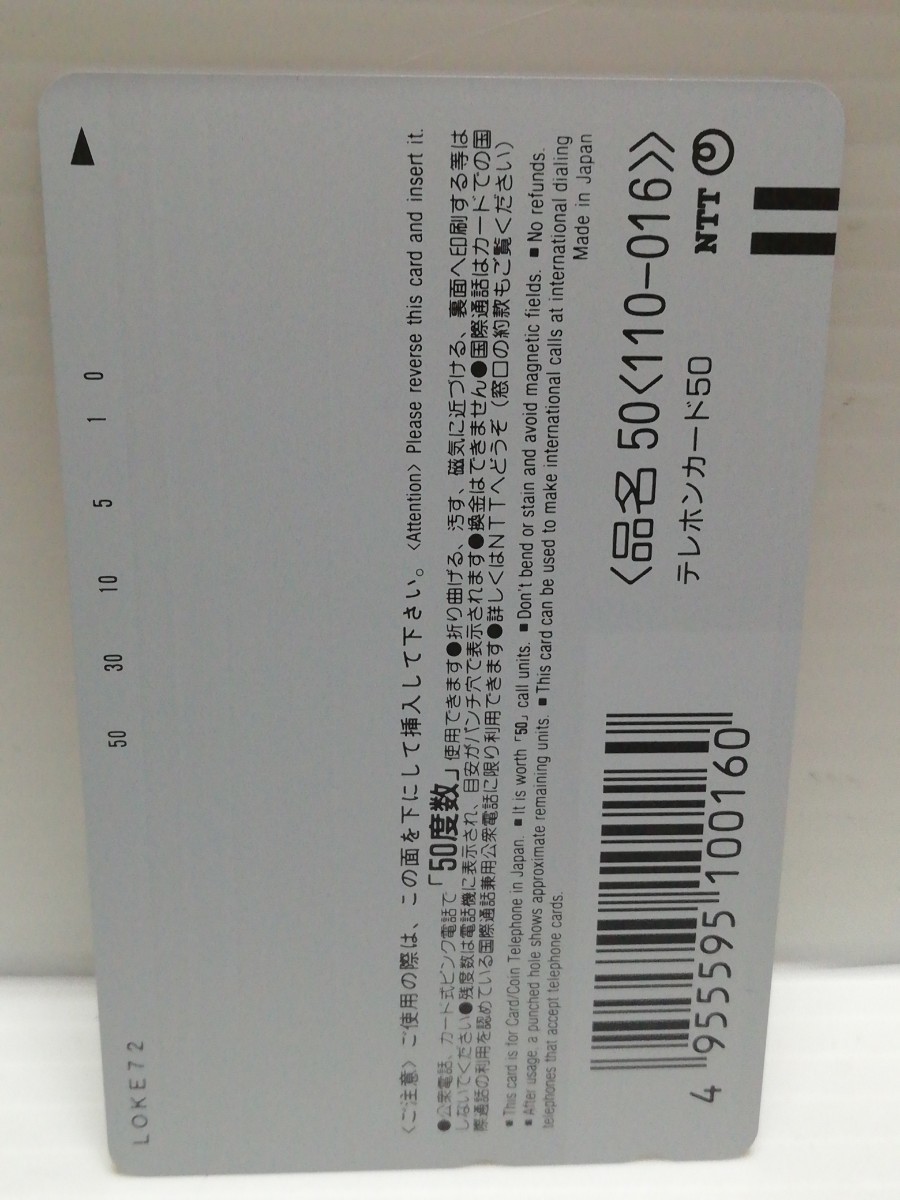 LOKE72
50 30 10 5 1 0
〈ご注意〉ご使用の際は、この面を下にして挿入して下さい。〈Attention〉Please reverse this card and insert it.
●公衆電話、カード式ピンク電話で「50度数」使用できます●折り曲げる、汚す、磁気に近づける、裏面へ印刷する等は
しないでください●残度数は電話機に表示され、目安がパンチ穴で表示されます●換金はできません●国際通話はカードでの国
際通話の利用を認めている国際通話兼用公衆電話に限り利用できます●詳しくはNTTへどうぞ(窓口の約款もご覧ください)
■This card is for Card/Coin Telephone in Japan. ■It is worth「50」call units. ■Don't bend or stain and avoid magnetic fields. ■No refunds.
■After usage, a punched hole shows approximate remaining units. ■This card can be used to make international calls at international dialing
telephones that accept telephone cards. Made in Japan
〈品名 50〈110-016〉〉
テレホンカード50
NTT
4 955595 100160